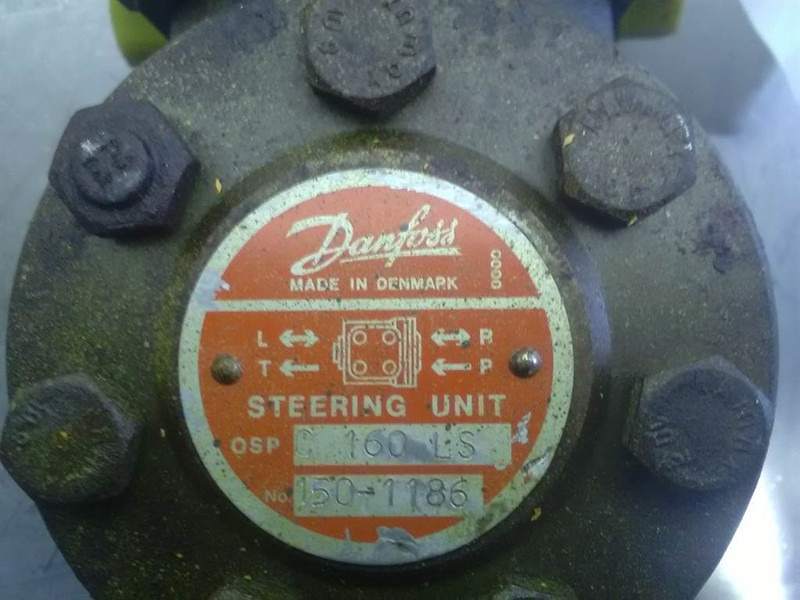 Danfoss
MADE IN DENMARK
L R
T P
STEERING UNIT
OSP C 160 LS
No. 150-1186